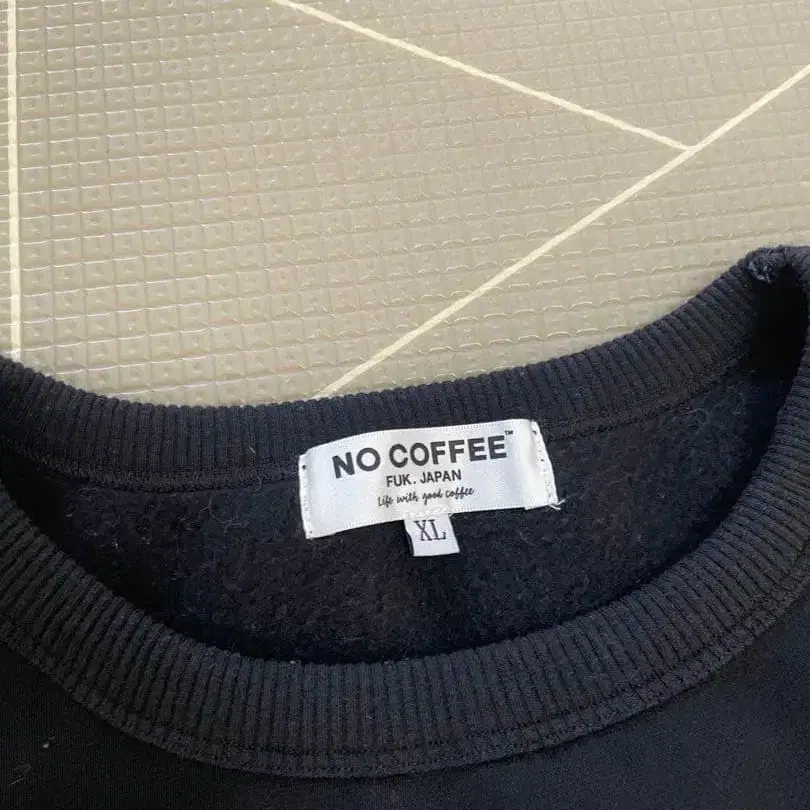 NO COFFEE™
FUK. JAPAN
Life with good coffee
XL